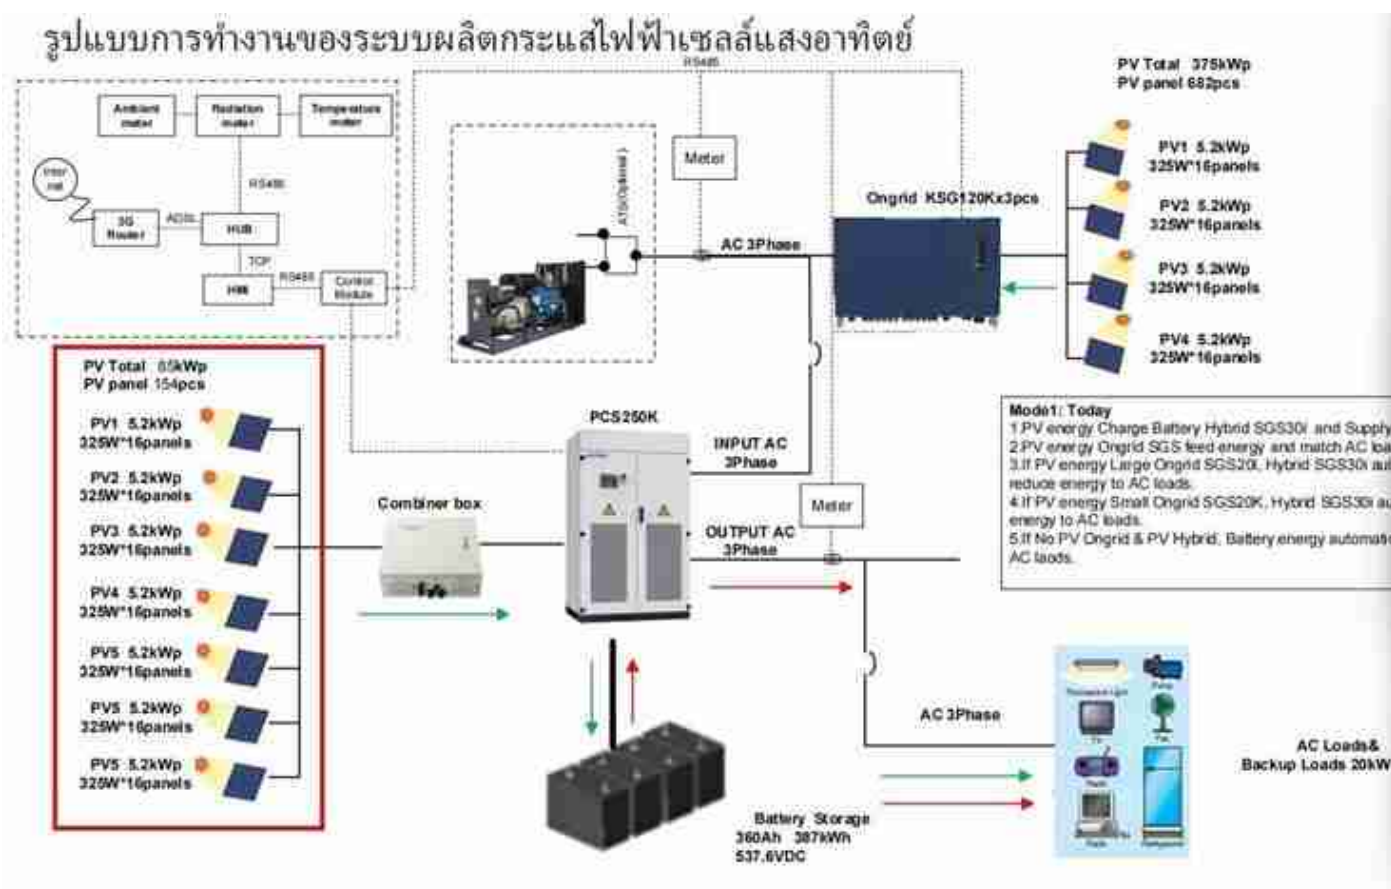 รูปแบบการทำงานของระบบผลิตกระแสไฟฟ้าเซลล์แสงอาทิตย์
RS485
PV Total 375kWp
PV panel 682pcs
Ambient
meter
Radiation
meter
Temperature
meter
Inter
net
RS485
3G
Router
ADSL
HUB
TCP
HMI
RS485
Control
Module
ATS(Optional)
Meter
AC 3Phase
Ongrid KSG120Kx3pcs
PV1 5.2kWp
325W*16panels
PV2 5.2kWp
325W*16panels
PV3 5.2kWp
325W*16panels
PV4 5.2kWp
325W*16panels
PV Total 85kWp
PV panel 154pcs
PV1 5.2kWp
325W*16panels
PV2 5.2kWp
325W*16panels
PV3 5.2kWp
325W*16panels
PV4 5.2kWp
325W*16panels
PV5 5.2kWp
325W*16panels
PV5 5.2kWp
325W*16panels
PV5 5.2kWp
325W*16panels
Combiner box
PCS250K
INPUT AC
3Phase
OUTPUT AC
3Phase
Meter
Mode1: Today
1.PV energy Charge Battery Hybrid SGS30i and Supply
2.PV energy Ongrid SGS feed energy and match AC
3.If PV energy Large Ongrid SGS20i, Hybrid SGS30i
reduce energy to AC loads.
4.If PV energy Small Ongrid SGS20K, Hybrid SGS30i
energy to AC loads.
5.If No PV Ongrid & PV Hybrid, Battery energy
AC laods.
AC 3Phase
Battery Storage
360Ah 387kWh
537.6VDC
Pump
Fan
Tv
AC Loads&
Backup Loads 20kW